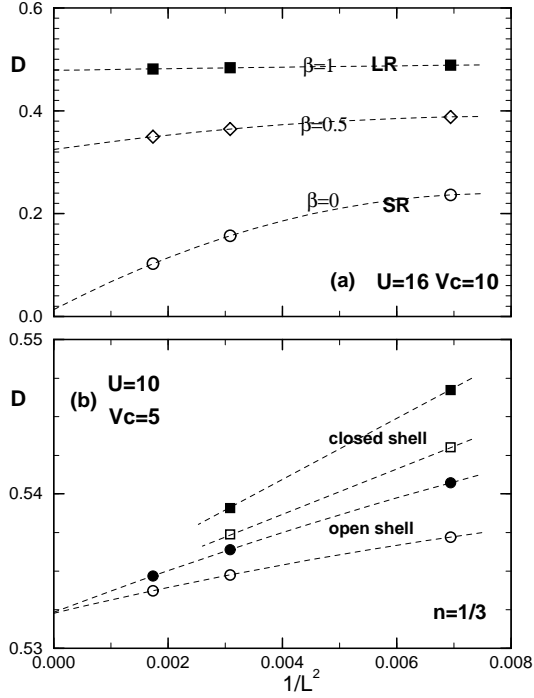 0.6
D
β=1 LR
0.4
β=0.5
β=0
0.2
SR
(a) U=16 Vc=10
0.0
0.55
D
(b) U=10
Vc=5
closed shell
0.54
open shell
n=1/3
0.53
0.000 0.002 0.004 0.006 0.008
1/L²